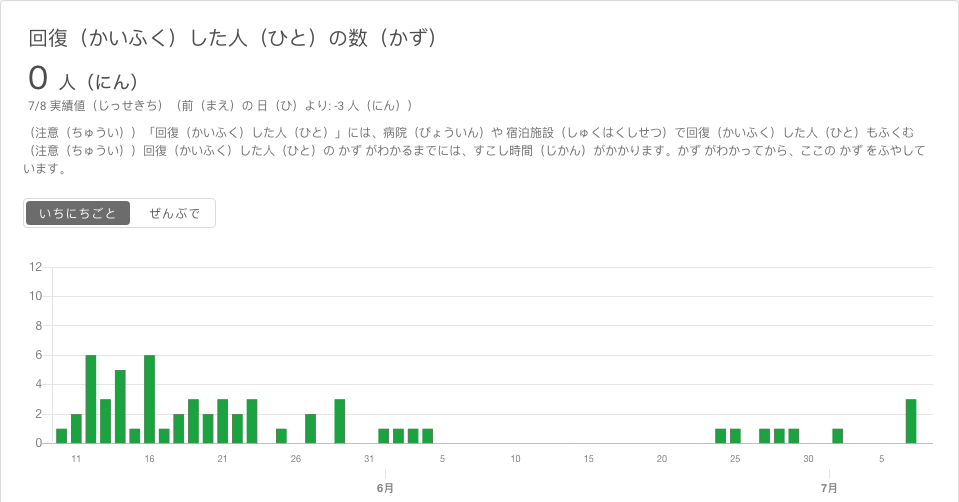 回復（かいふく）した人（ひと）の数（かず）
0 人（にん）
7/8 実績値（じっせきち）（前（まえ）の 日（ひ）より: -3 人（にん））
（注意（ちゅうい））「回復（かいふく）した人（ひと）」には、病院（びょういん）や 宿泊施設（しゅくはくしせつ）で回復（かいふく）した人（ひと）もふくむ
（注意（ちゅうい））回復（かいふく）した人（ひと）の かず がわかるまでには、すこし時間（じかん）がかかります。かず がわかってから、ここの かず をふやして
います。
いちにちごと ぜんぶで
12
10
8
6
4
2
0
11 16 21 26 31 5 10 15 20 25 30 5
6月 7月